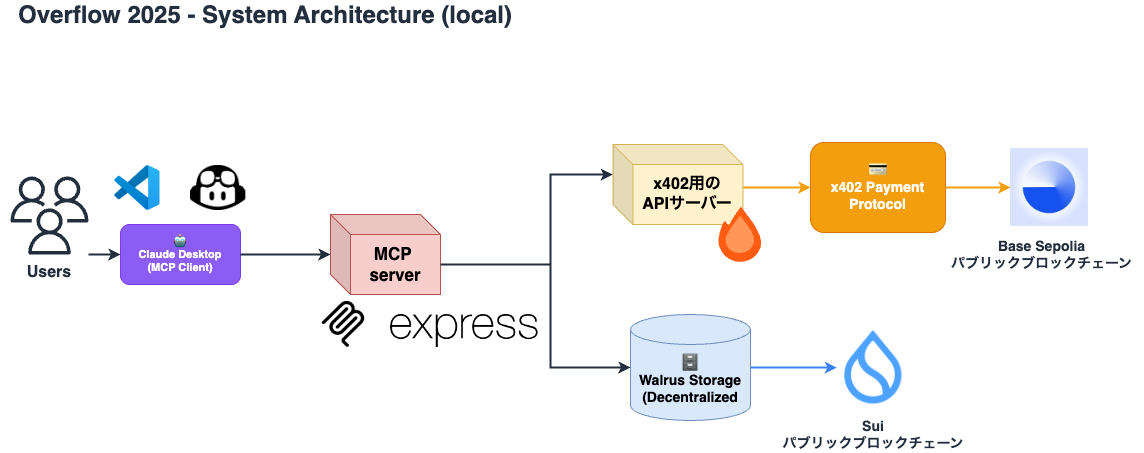 Overflow 2025 - System Architecture (local)
Users
Claude Desktop
(MCP Client)
MCP
server
express
x402用の
APIサーバー
x402 Payment
Protocol
Base Sepolia
パブリックブロックチェーン
Walrus Storage
(Decentralized
Sui
パブリックブロックチェーン